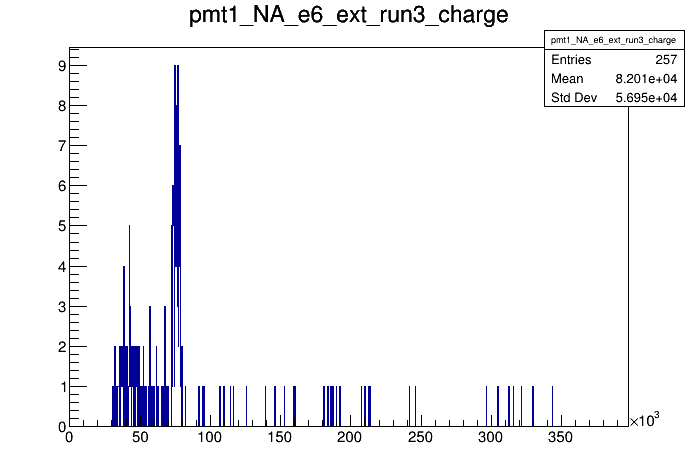 pmt1_NA_e6_ext_run3_charge
pmt1_NA_e6_ext_run3_charge
Entries 257
Mean 8.201e+04
Std Dev 5.695e+04
9
8
7
6
5
4
3
2
1
0
0 50 100 150 200 250 300 350 ×10³